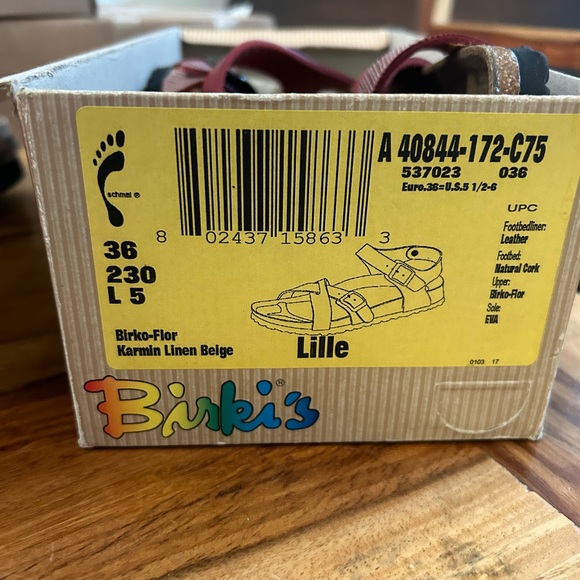 A 40844-172-C75
537023 036
Euro.36=U.S.5 1/2-6
schmal ®
UPC
8 02437 15863 3
Footbedliner:
Leather
Footbed:
Natural Cork
Upper:
Birko-Flor
Sole:
EVA
36
230
L 5
Birko-Flor
Karmin Linen Beige
Lille
0103 17
Birki's®